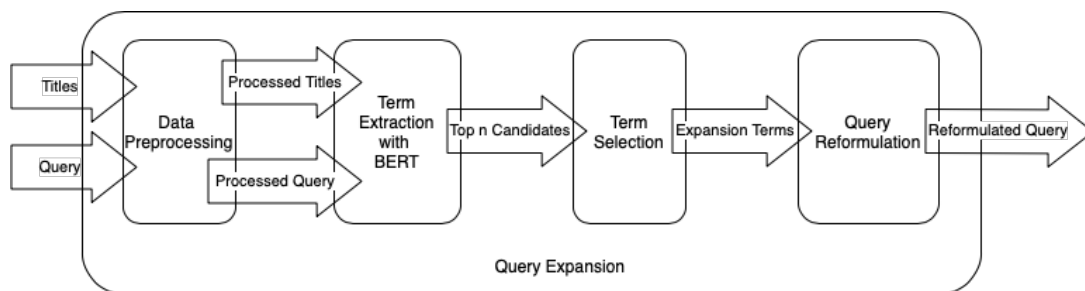 Titles
Query
Data
Preprocessing
Processed Titles
Processed Query
Term
Extraction with
BERT
Top n Candidates
Term
Selection
Expansion Terms
Query
Reformulation
Reformulated Query
Query Expansion